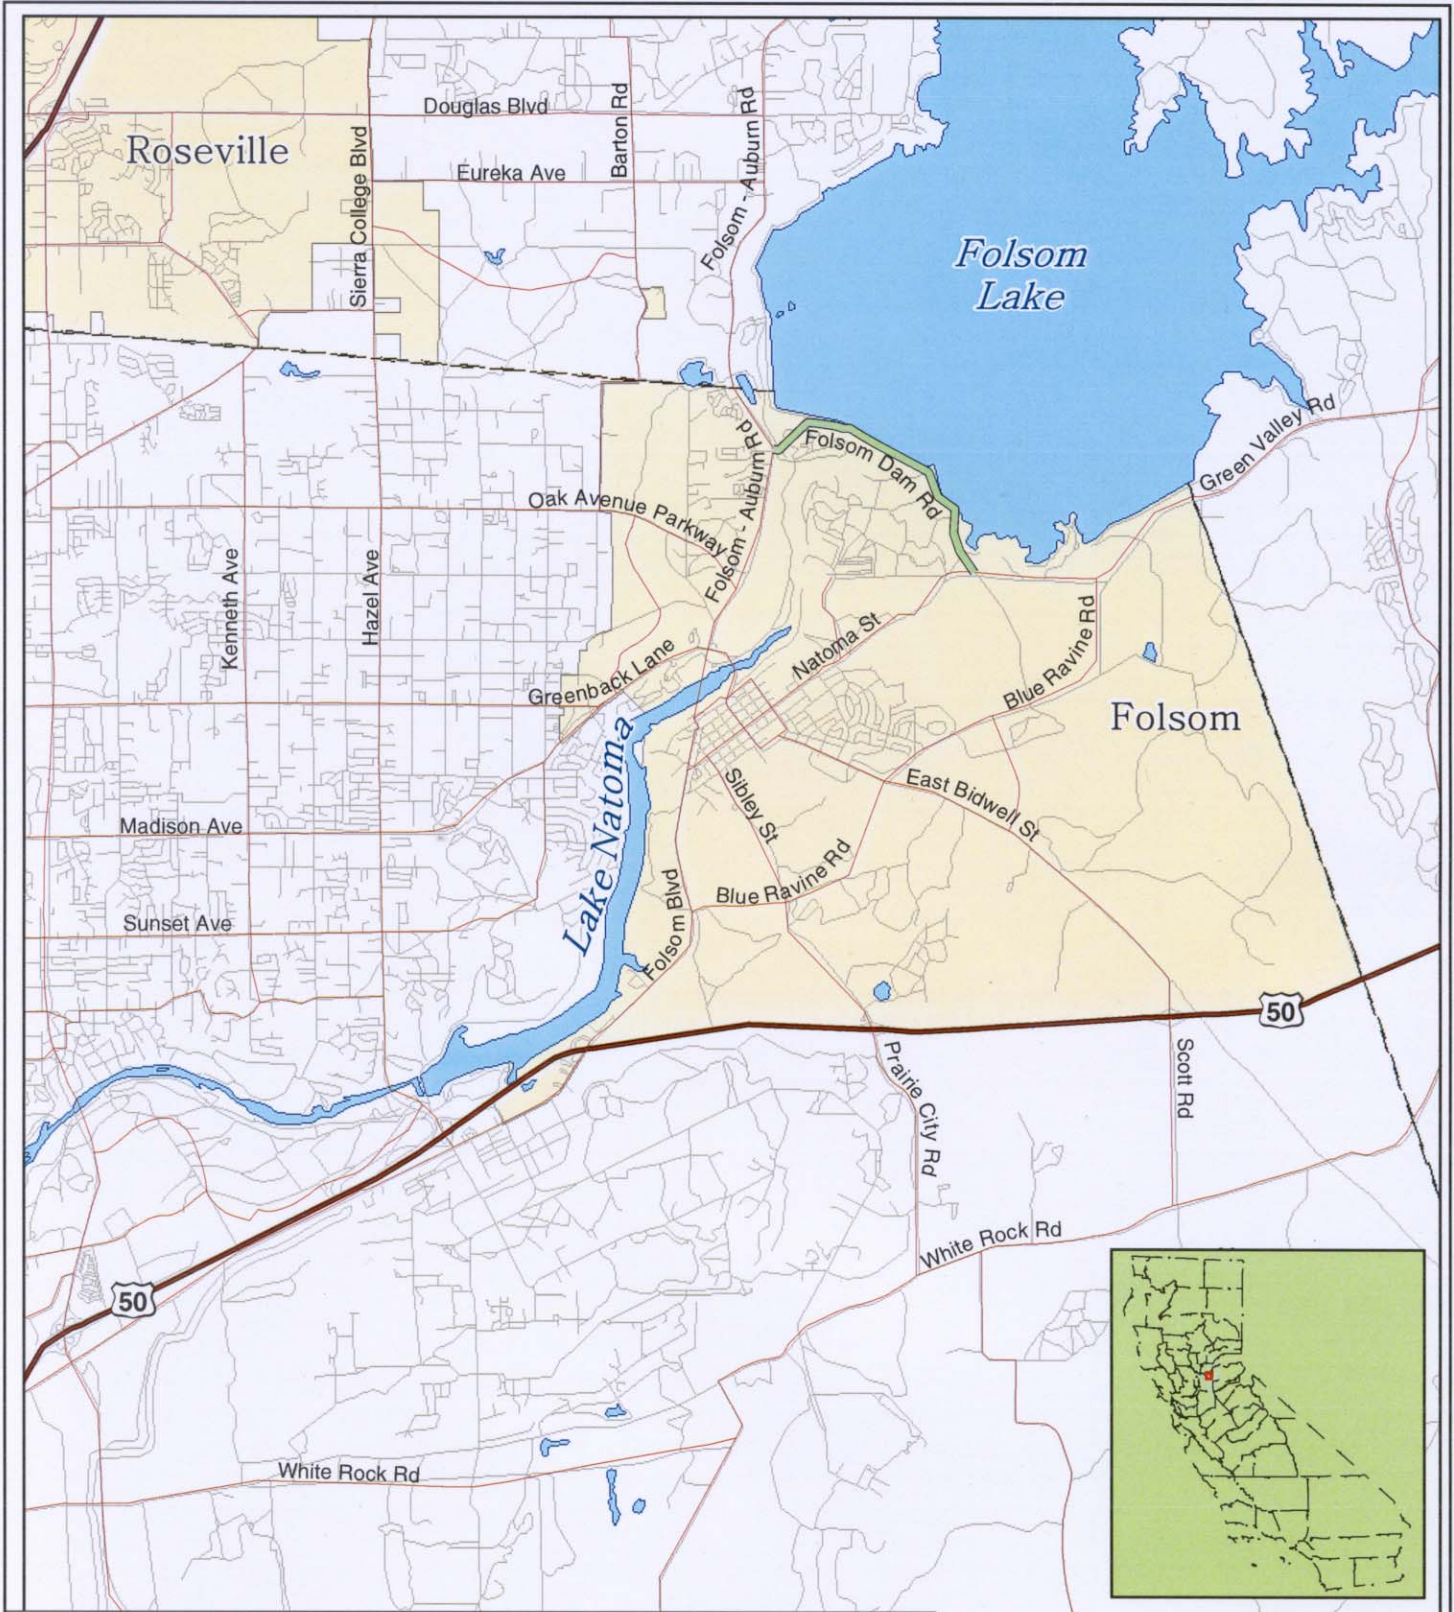 Douglas Blvd
Barton Rd
Folsom - Auburn Rd
Roseville
Sierra College Blvd
Eureka Ave
Folsom
Lake
Green Valley Rd
Folsom Dam Rd
Oak Avenue Parkway
Folsom - Auburn Rd
Kenneth Ave
Hazel Ave
Greenback Lane
Natoma St
Blue Ravine Rd
Folsom
Lake Natoma
Sibley St
East Bidwell St
Madison Ave
Blue Ravine Rd
Folsom Blvd
Sunset Ave
50
Prairie City Rd
Scott Rd
White Rock Rd
50
White Rock Rd